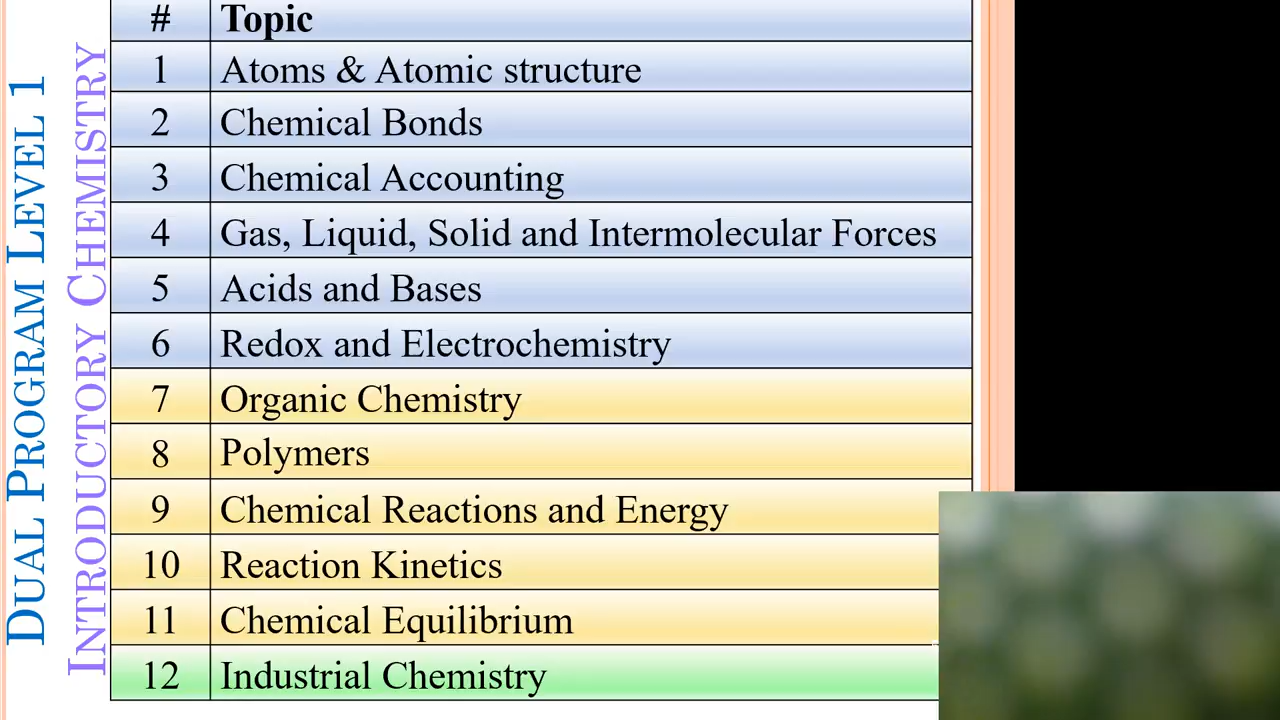 DUAL PROGRAM LEVEL 1
INTRODUCTORY CHEMISTRY
# Topic
1 Atoms & Atomic structure
2 Chemical Bonds
3 Chemical Accounting
4 Gas, Liquid, Solid and Intermolecular Forces
5 Acids and Bases
6 Redox and Electrochemistry
7 Organic Chemistry
8 Polymers
9 Chemical Reactions and Energy
10 Reaction Kinetics
11 Chemical Equilibrium
12 Industrial Chemistry